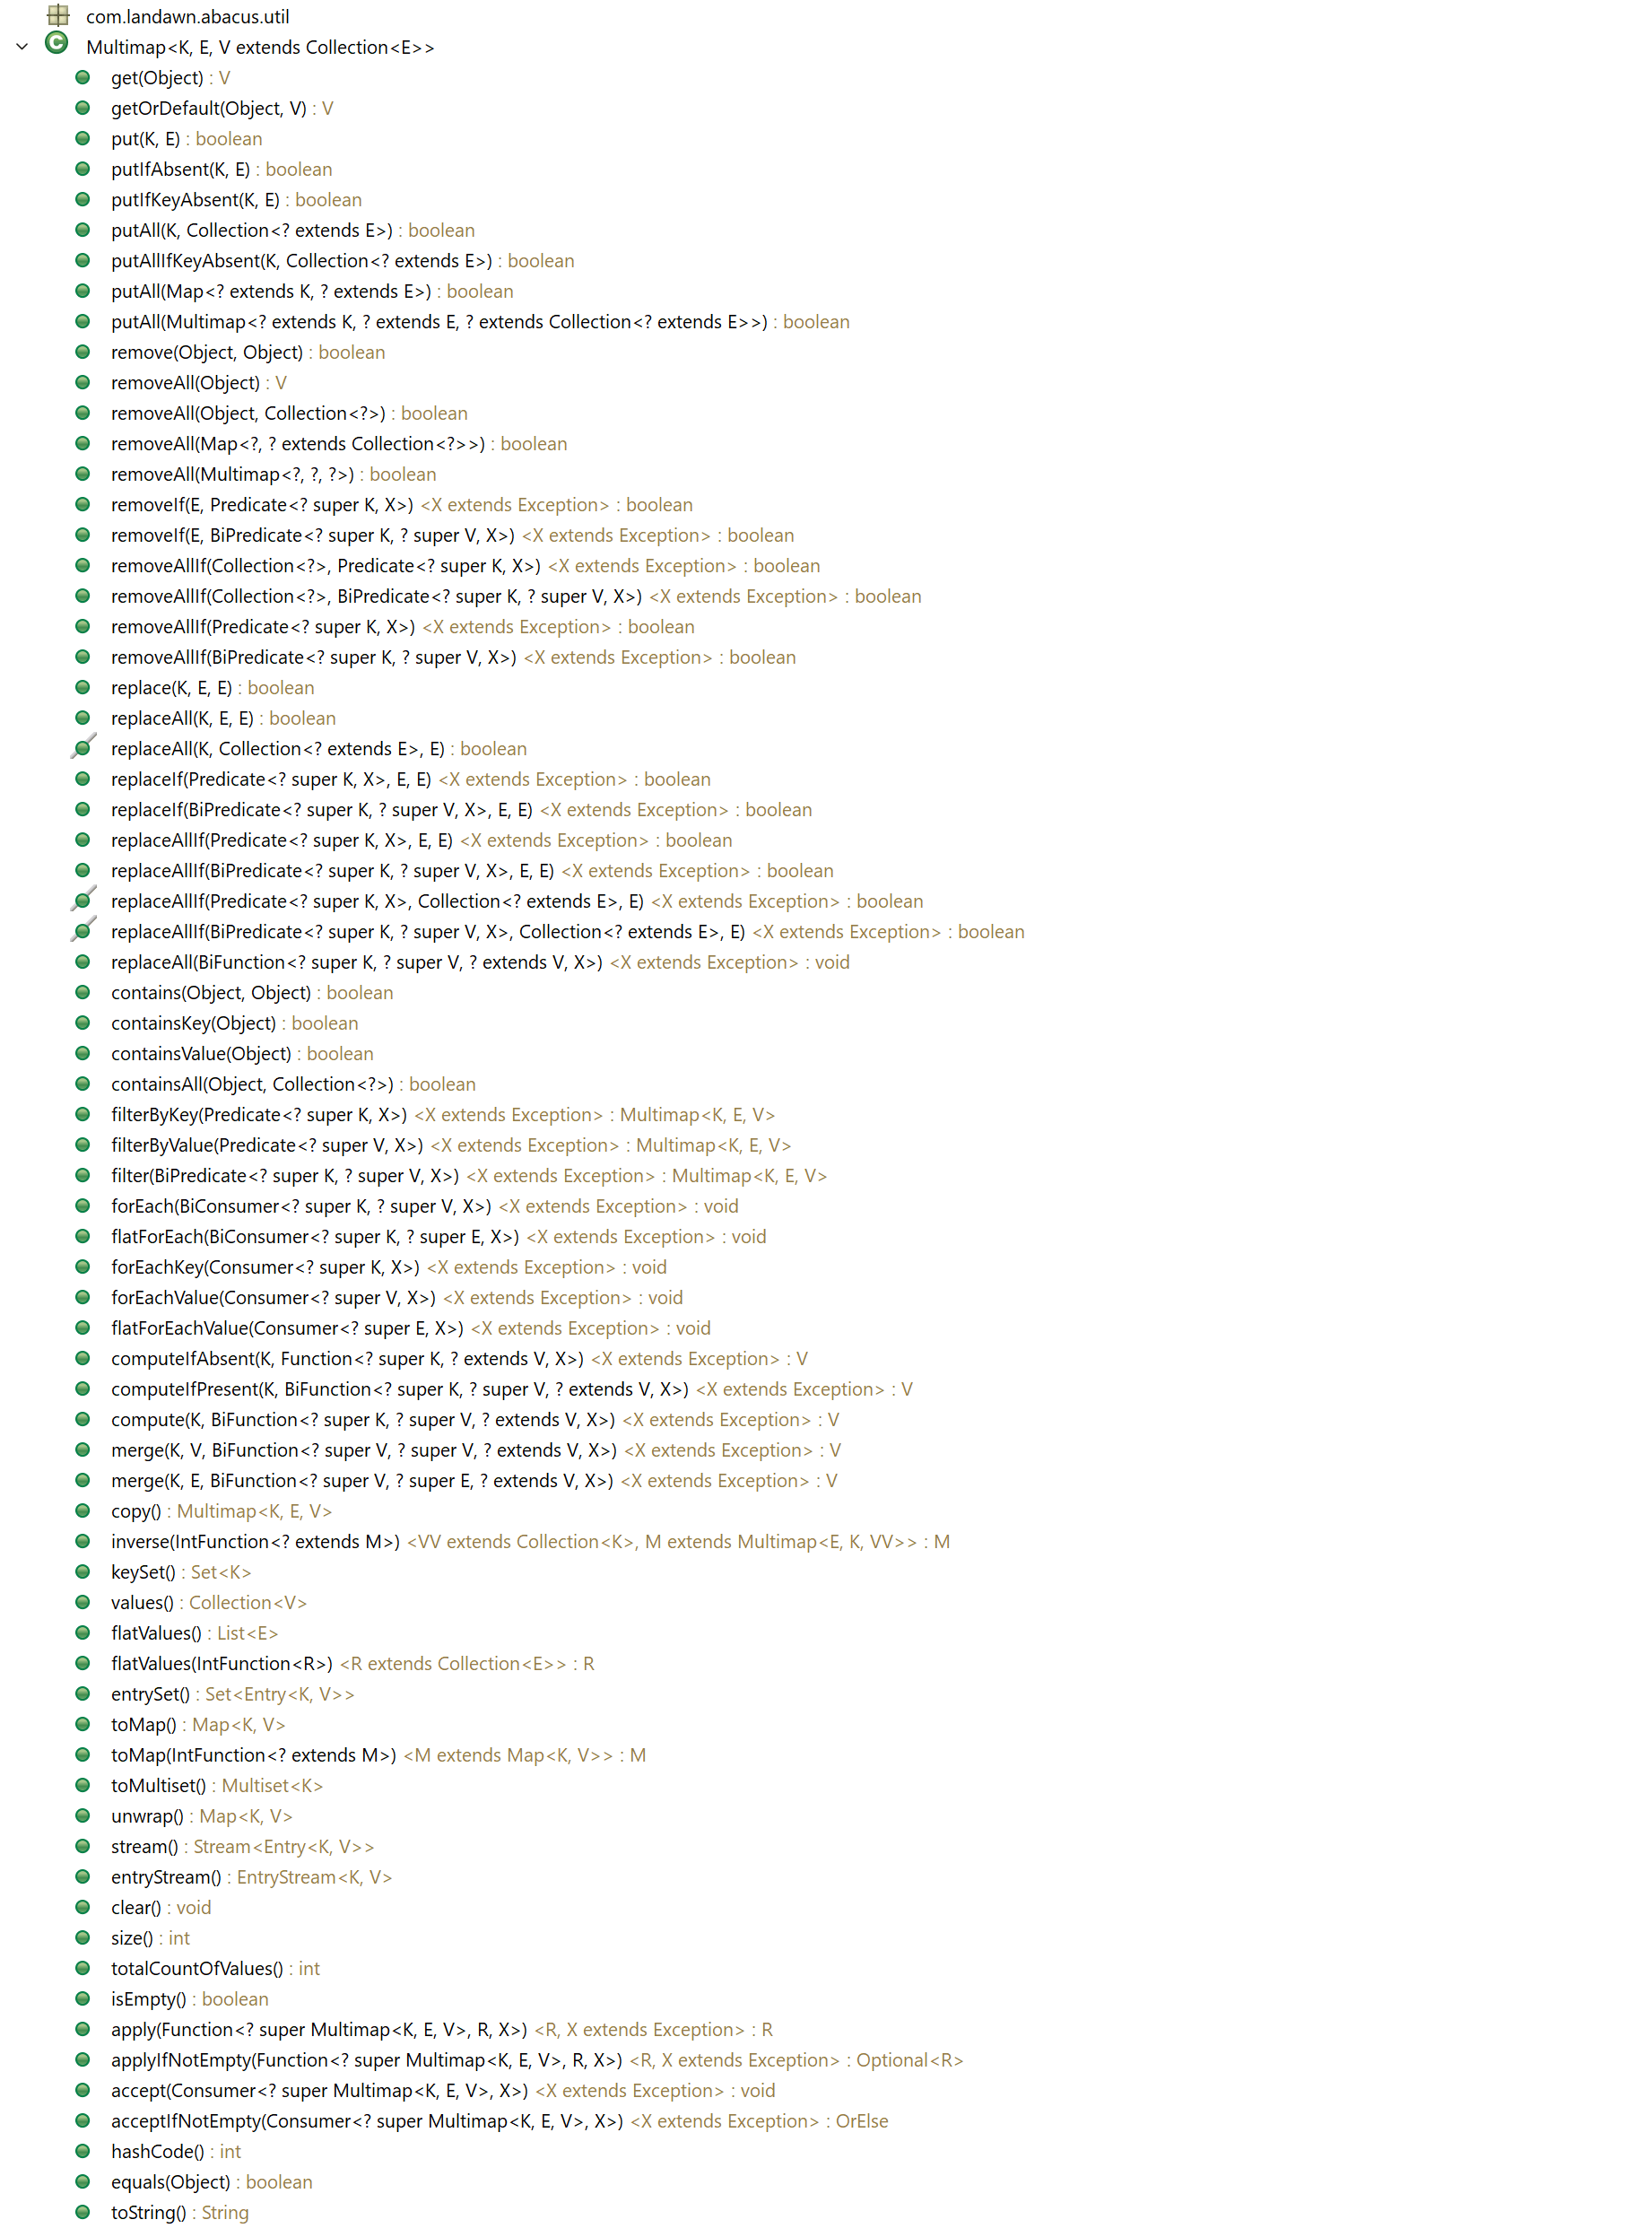 com.landawn.abacus.util
Multimap<K, E, V extends Collection<E>>
get(Object) : V
getOrDefault(Object, V) : V
put(K, E) : boolean
putIfAbsent(K, E) : boolean
putIfKeyAbsent(K, E) : boolean
putAll(K, Collection<? extends E>) : boolean
putAllIfKeyAbsent(K, Collection<? extends E>) : boolean
putAll(Map<? extends K, ? extends E>) : boolean
putAll(Multimap<? extends K, ? extends E, ? extends Collection<? extends E>>) : boolean
remove(Object, Object) : boolean
removeAll(Object) : V
removeAll(Object, Collection<?>) : boolean
removeAll(Map<?, ? extends Collection<?>>) : boolean
removeAll(Multimap<?, ?, ?>) : boolean
removeIf(E, Predicate<? super K, X>) <X extends Exception> : boolean
removeIf(E, BiPredicate<? super K, ? super V, X>) <X extends Exception> : boolean
removeAllIf(Collection<?>, Predicate<? super K, X>) <X extends Exception> : boolean
removeAllIf(Collection<?>, BiPredicate<? super K, ? super V, X>) <X extends Exception> : boolean
removeAllIf(Predicate<? super K, X>) <X extends Exception> : boolean
removeAllIf(BiPredicate<? super K, ? super V, X>) <X extends Exception> : boolean
replace(K, E, E) : boolean
replaceAll(K, E, E) : boolean
replaceAll(K, Collection<? extends E>, E) : boolean
replaceIf(Predicate<? super K, X>, E, E) <X extends Exception> : boolean
replaceIf(BiPredicate<? super K, ? super V, X>, E, E) <X extends Exception> : boolean
replaceAllIf(Predicate<? super K, X>, E, E) <X extends Exception> : boolean
replaceAllIf(BiPredicate<? super K, ? super V, X>, E, E) <X extends Exception> : boolean
replaceAllIf(Predicate<? super K, X>, Collection<? extends E>, E) <X extends Exception> : boolean
replaceAllIf(BiPredicate<? super K, ? super V, X>, Collection<? extends E>, E) <X extends Exception> : boolean
replaceAll(BiFunction<? super K, ? super V, ? extends V, X>) <X extends Exception> : void
contains(Object, Object) : boolean
containsKey(Object) : boolean
containsValue(Object) : boolean
containsAll(Object, Collection<?>) : boolean
filterByKey(Predicate<? super K, X>) <X extends Exception> : Multimap<K, E, V>
filterByValue(Predicate<? super V, X>) <X extends Exception> : Multimap<K, E, V>
filter(BiPredicate<? super K, ? super V, X>) <X extends Exception> : Multimap<K, E, V>
forEach(BiConsumer<? super K, ? super V, X>) <X extends Exception> : void
flatForEach(BiConsumer<? super K, ? super E, X>) <X extends Exception> : void
forEachKey(Consumer<? super K, X>) <X extends Exception> : void
forEachValue(Consumer<? super V, X>) <X extends Exception> : void
flatForEachValue(Consumer<? super E, X>) <X extends Exception> : void
computeIfAbsent(K, Function<? super K, ? extends V, X>) <X extends Exception> : V
computeIfPresent(K, BiFunction<? super K, ? super V, ? extends V, X>) <X extends Exception> : V
compute(K, BiFunction<? super K, ? super V, ? extends V, X>) <X extends Exception> : V
merge(K, V, BiFunction<? super V, ? super V, ? extends V, X>) <X extends Exception> : V
merge(K, E, BiFunction<? super V, ? super E, ? extends V, X>) <X extends Exception> : V
copy() : Multimap<K, E, V>
inverse(IntFunction<? extends M>) <VV extends Collection<K>, M extends Multimap<E, K, VV>> : M
keySet() : Set<K>
values() : Collection<V>
flatValues() : List<E>
flatValues(IntFunction<R>) <R extends Collection<E>> : R
entrySet() : Set<Entry<K, V>>
toMap() : Map<K, V>
toMap(IntFunction<? extends M>) <M extends Map<K, V>> : M
toMultiset() : Multiset<K>
unwrap() : Map<K, V>
stream() : Stream<Entry<K, V>>
entryStream() : EntryStream<K, V>
clear() : void
size() : int
totalCountOfValues() : int
isEmpty() : boolean
apply(Function<? super Multimap<K, E, V>, R, X>) <R, X extends Exception> : R
applyIfNotEmpty(Function<? super Multimap<K, E, V>, R, X>) <R, X extends Exception> : Optional<R>
accept(Consumer<? super Multimap<K, E, V>, X>) <X extends Exception> : void
acceptIfNotEmpty(Consumer<? super Multimap<K, E, V>, X>) <X extends Exception> : OrElse
hashCode() : int
equals(Object) : boolean
toString() : String